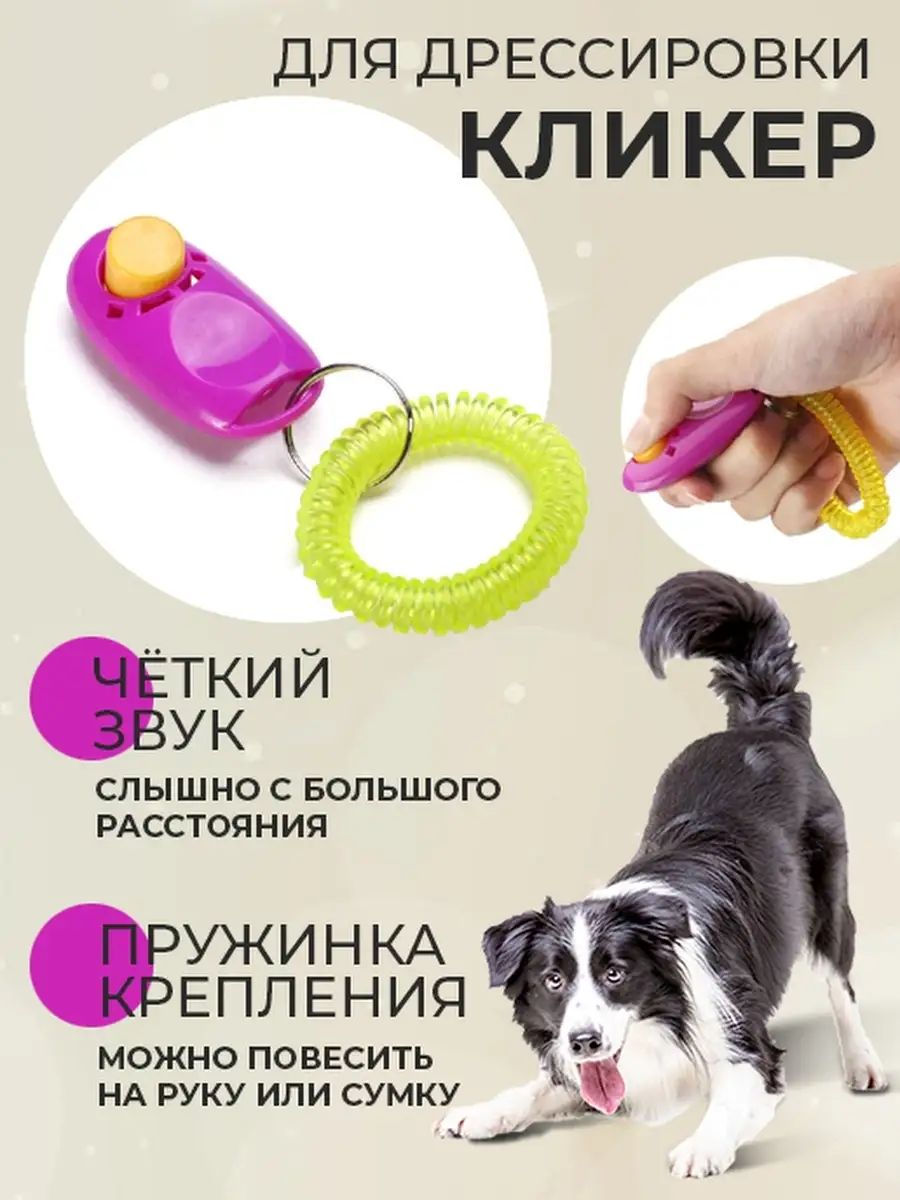 ДЛЯ ДРЕССИРОВКИ
КЛИКЕР
ЧЁТКИЙ
ЗВУК
СЛЫШНО С БОЛЬШОГО
РАССТОЯНИЯ
ПРУЖИНКА
КРЕПЛЕНИЯ
МОЖНО ПОВЕСИТЬ
НА РУКУ ИЛИ СУМКУ